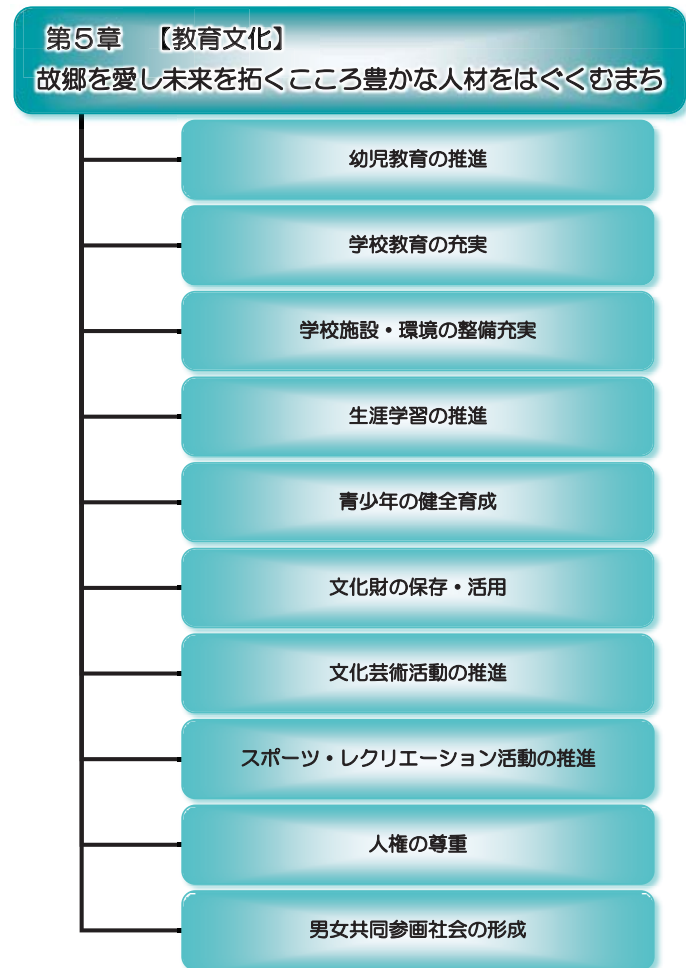 第5章 【教育文化】
故郷を愛し未来を拓くこころ豊かな人材をはぐくむまち
幼児教育の推進
学校教育の充実
学校施設・環境の整備充実
生涯学習の推進
青少年の健全育成
文化財の保存・活用
文化芸術活動の推進
スポーツ・レクリエーション活動の推進
人権の尊重
男女共同参画社会の形成